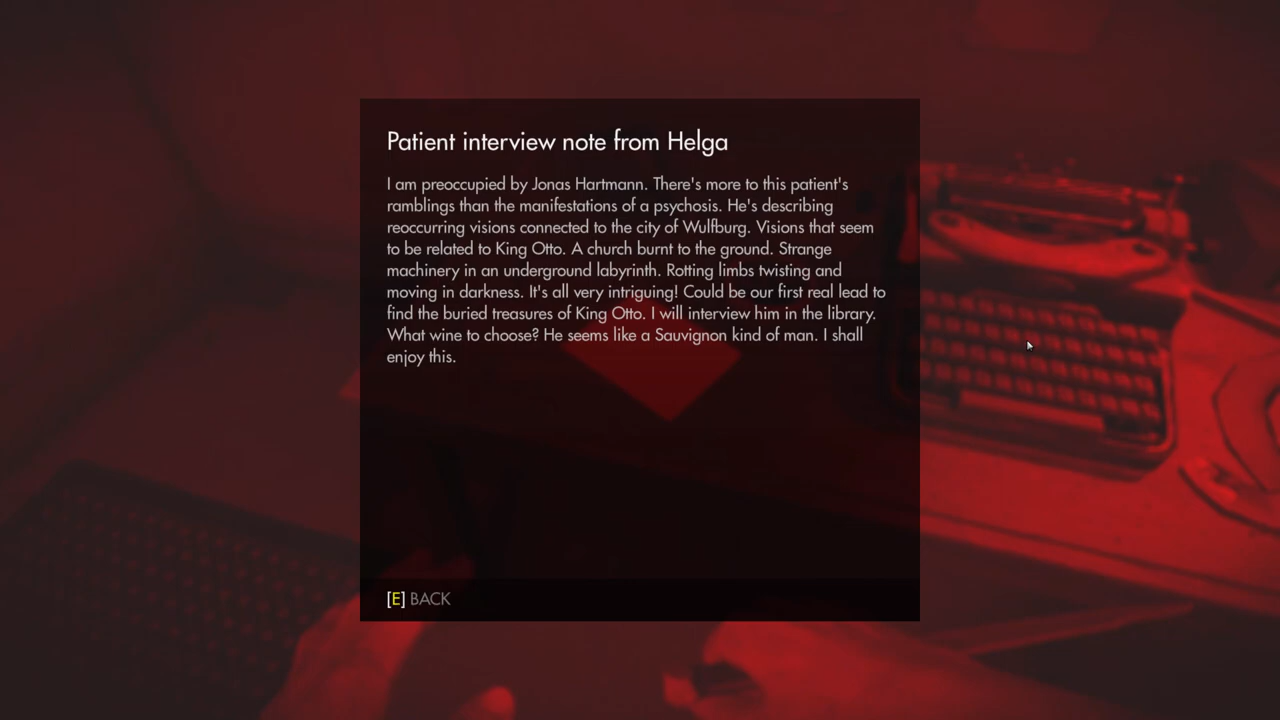 Patient interview note from Helga
I am preoccupied by Jonas Hartmann. There's more to this patient's
ramblings than the manifestations of a psychosis. He's describing
reoccurring visions connected to the city of Wulfburg. Visions that seem
to be related to King Otto. A church burnt to the ground. Strange
machinery in an underground labyrinth. Rotting limbs twisting and
moving in darkness. It's all very intriguing! Could be our first real lead to
find the buried treasures of King Otto. I will interview him in the library.
What wine to choose? He seems like a Sauvignon kind of man. I shall
enjoy this.
[E] BACK